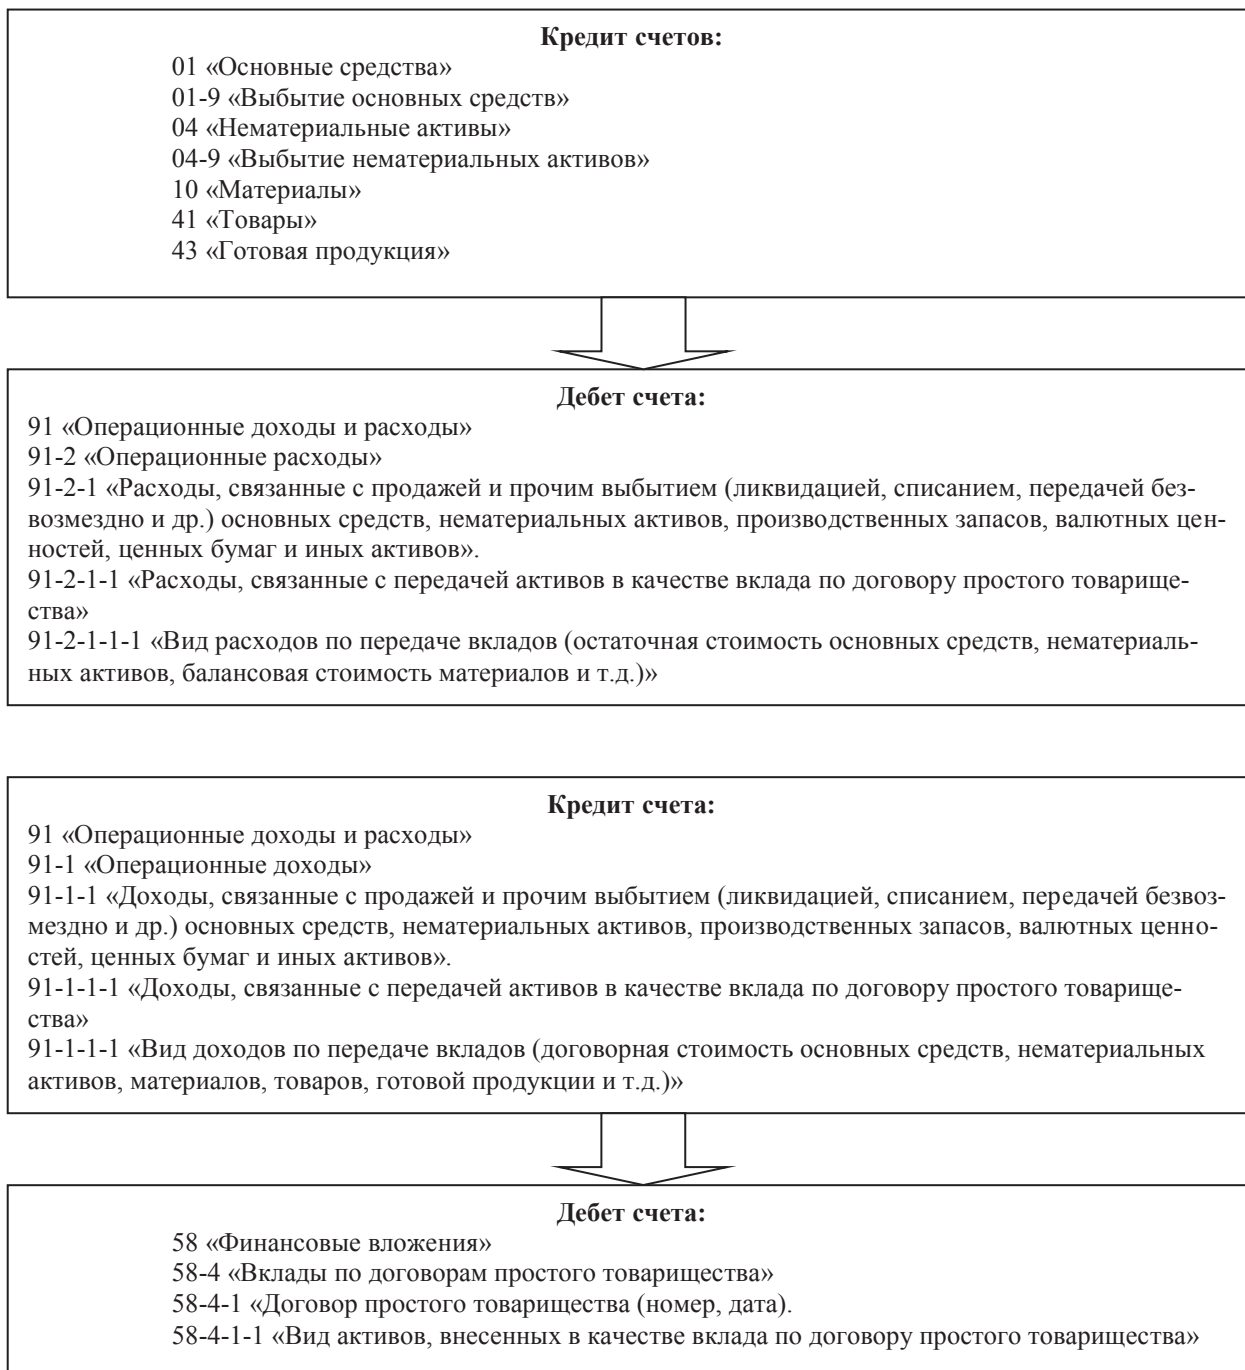 Кредит счетов:
01 «Основные средства»
01-9 «Выбытие основных средств»
04 «Нематериальные активы»
04-9 «Выбытие нематериальных активов»
10 «Материалы»
41 «Товары»
43 «Готовая продукция»
Дебет счета:
91 «Операционные доходы и расходы»
91-2 «Операционные расходы»
91-2-1 «Расходы, связанные с продажей и прочим выбытием (ликвидацией, списанием, передачей без-
возмездно и др.) основных средств, нематериальных активов, производственных запасов, валютных цен-
ностей, ценных бумаг и иных активов».
91-2-1-1 «Расходы, связанные с передачей активов в качестве вклада по договору простого товарище-
ства»
91-2-1-1-1 «Вид расходов по передаче вкладов (остаточная стоимость основных средств, нематериаль-
ных активов, балансовая стоимость материалов и т.д.)»
Кредит счета:
91 «Операционные доходы и расходы»
91-1 «Операционные доходы»
91-1-1 «Доходы, связанные с продажей и прочим выбытием (ликвидацией, списанием, передачей безвоз-
мездно и др.) основных средств, нематериальных активов, производственных запасов, валютных ценно-
стей, ценных бумаг и иных активов».
91-1-1-1 «Доходы, связанные с передачей активов в качестве вклада по договору простого товарище-
ства»
91-1-1-1 «Вид доходов по передаче вкладов (договорная стоимость основных средств, нематериальных
активов, материалов, товаров, готовой продукции и т.д.)»
Дебет счета:
58 «Финансовые вложения»
58-4 «Вклады по договорам простого товарищества»
58-4-1 «Договор простого товарищества (номер, дата).
58-4-1-1 «Вид активов, внесенных в качестве вклада по договору простого товарищества»